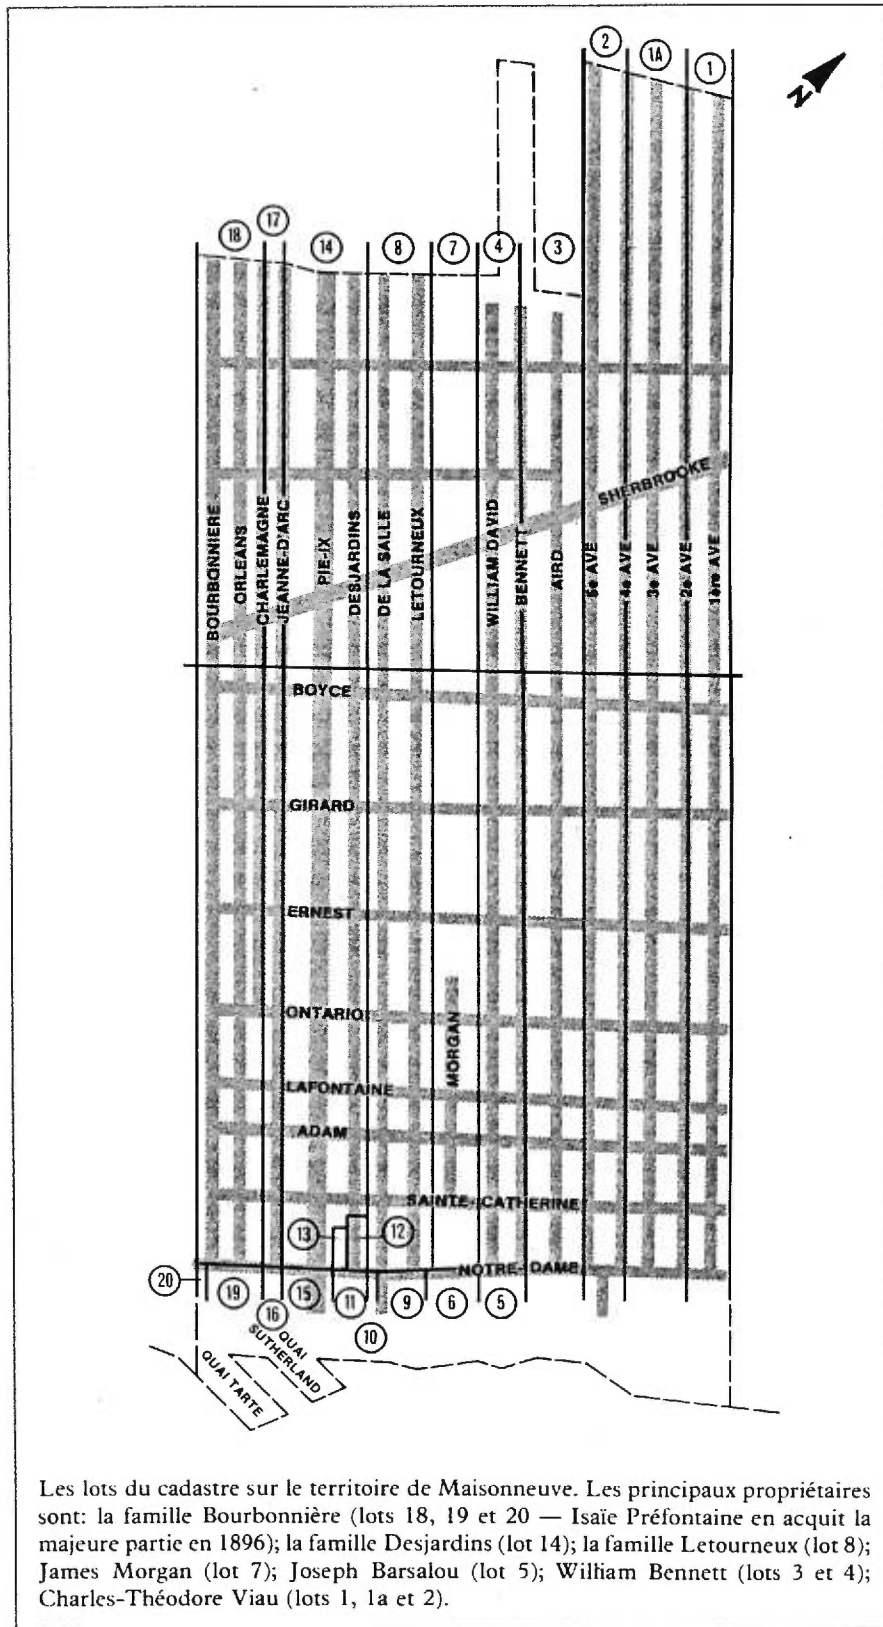 2
1A
1
N
17
18
14
8
7
4
3
SHERBROOKE
BOURBONNIERE
ORLEANS
CHARLEMAGNE
JEANNE-D'ARC
PIE-IX
DESJARDINS
DE LA SALLE
LETOURNEUX
WILLIAM DAVID
BENNETT
AIRD
5e AVE
4e AVE
3e AVE
2e AVE
1ère AVE
BOYCE
GIRARD
ERNEST
ONTARIO
MORGAN
LAFONTAINE
ADAM
SAINTE-CATHERINE
13
12
NOTRE-DAME
20
19
16
15
11
10
9
6
5
QUAI
SUTHERLAND
QUAI TARTE
Les lots du cadastre sur le territoire de Maisonneuve. Les principaux propriétaires
sont: la famille Bourbonnière (lots 18, 19 et 20 — Isaïe Préfontaine en acquit la
majeure partie en 1896); la famille Desjardins (lot 14); la famille Letourneux (lot 8);
James Morgan (lot 7); Joseph Barsalou (lot 5); William Bennett (lots 3 et 4);
Charles-Théodore Viau (lots 1, 1a et 2).